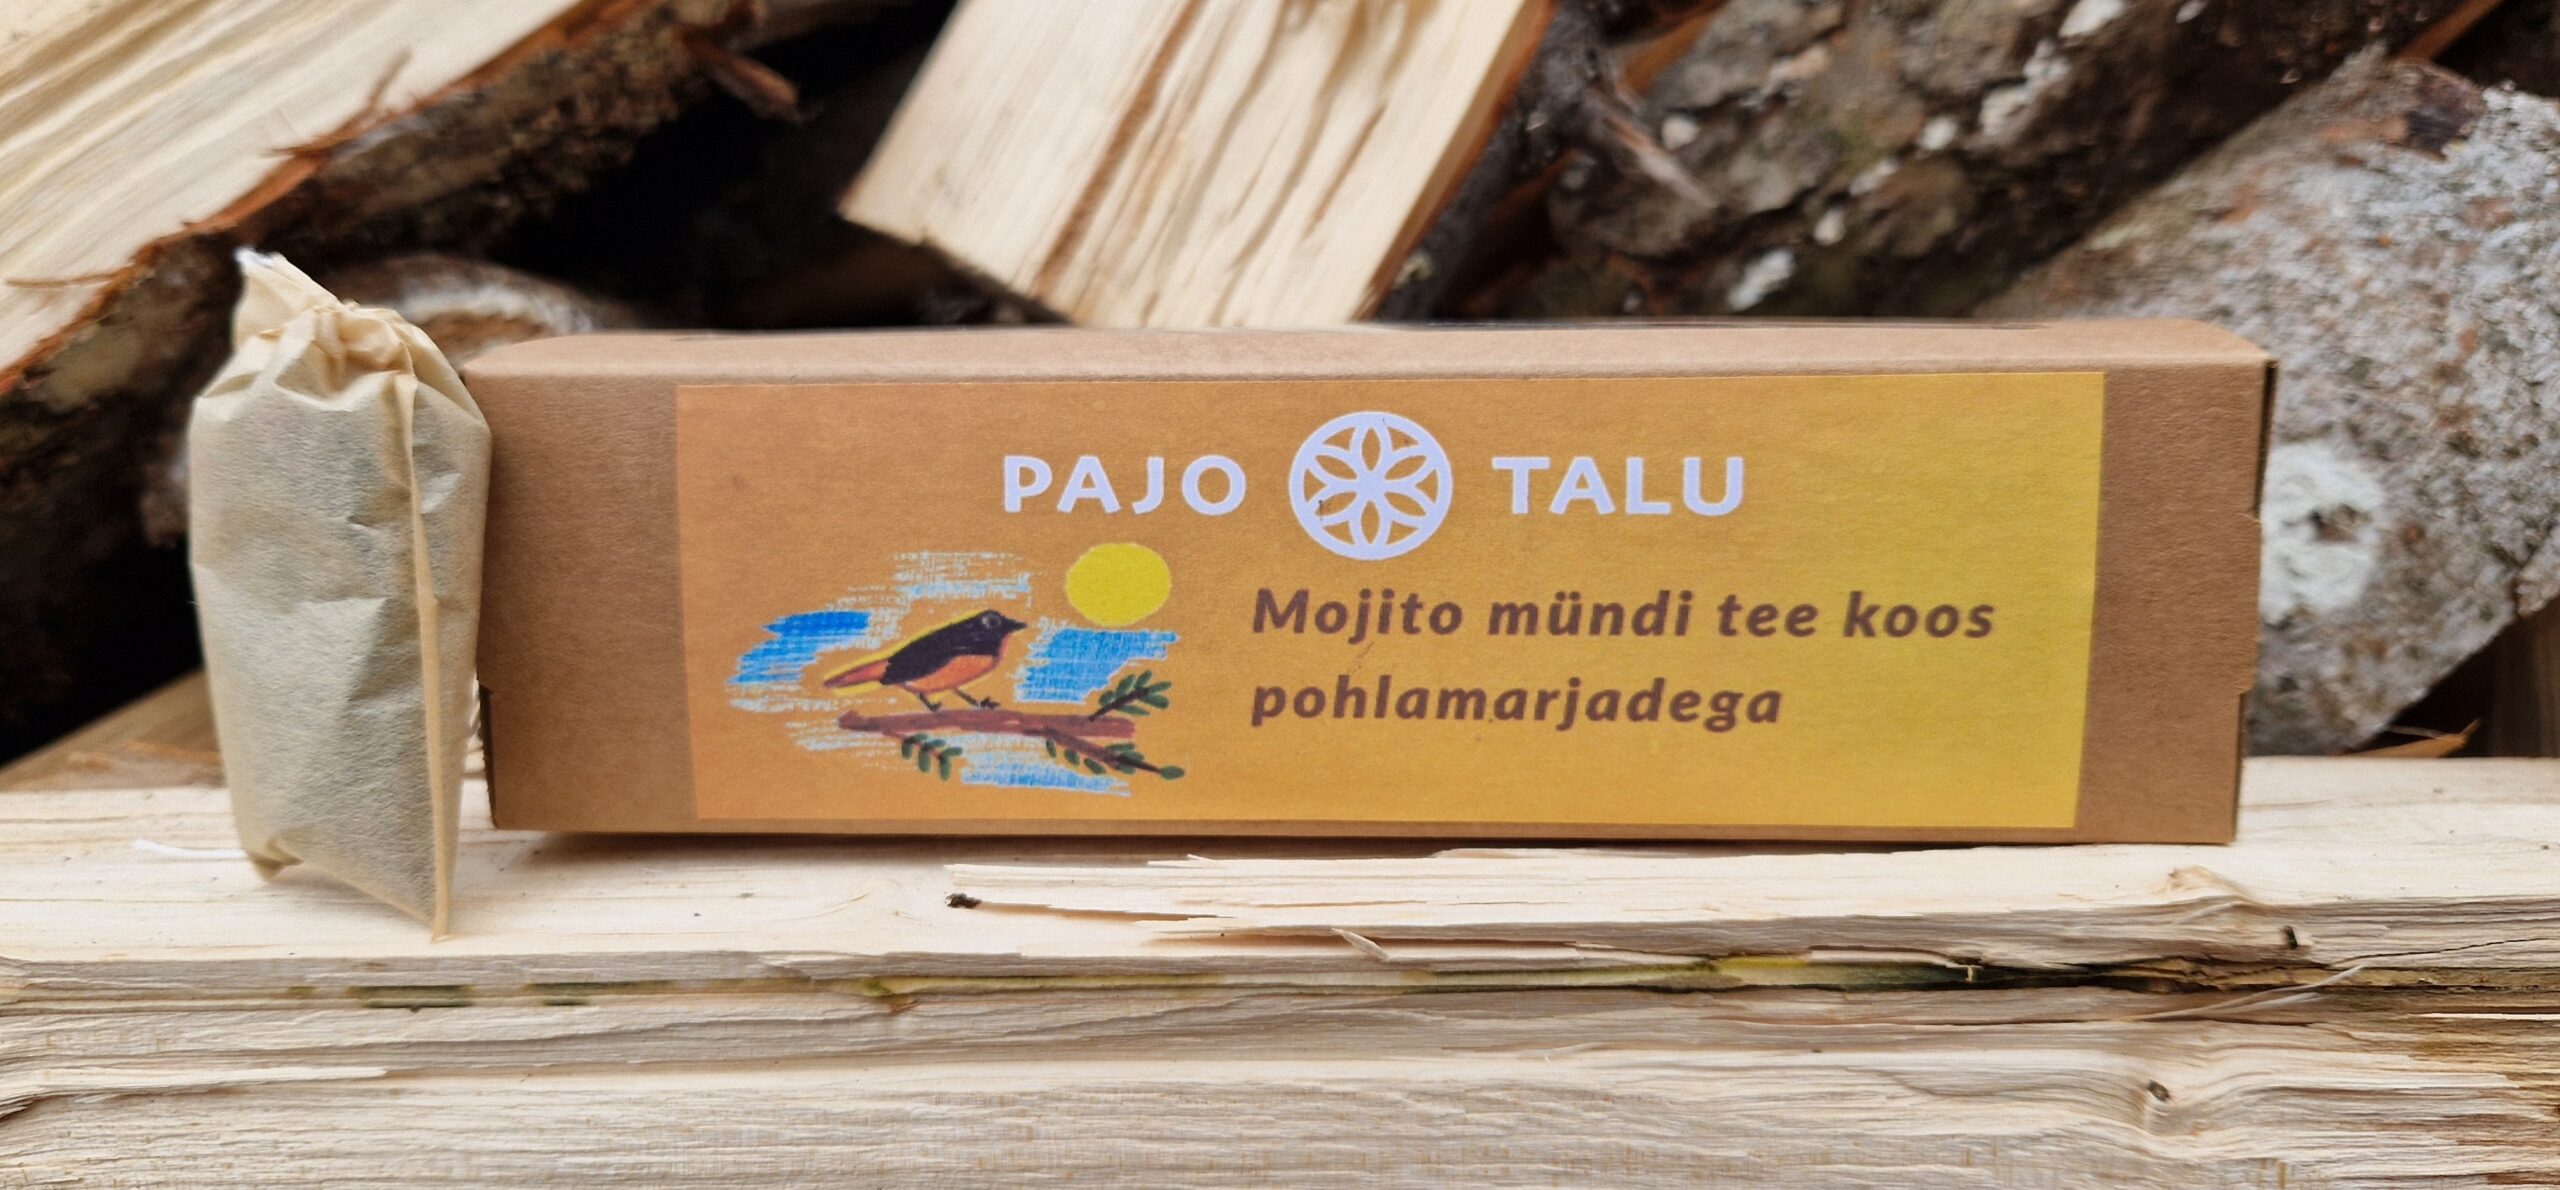 PAJO TALU
Mojito mündi tee koos
pohlamarjadega